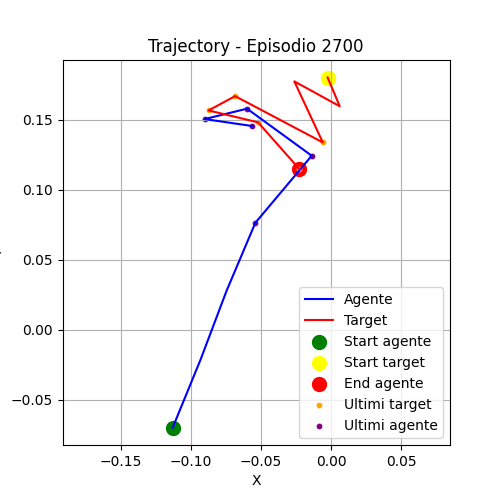 Trajectory - Episodio 2700
0.15
0.10
0.05
0.00
−0.05
−0.15
−0.10
−0.05
0.00
0.05
X
Agente
Target
Start agente
Start target
End agente
Ultimi target
Ultimi agente